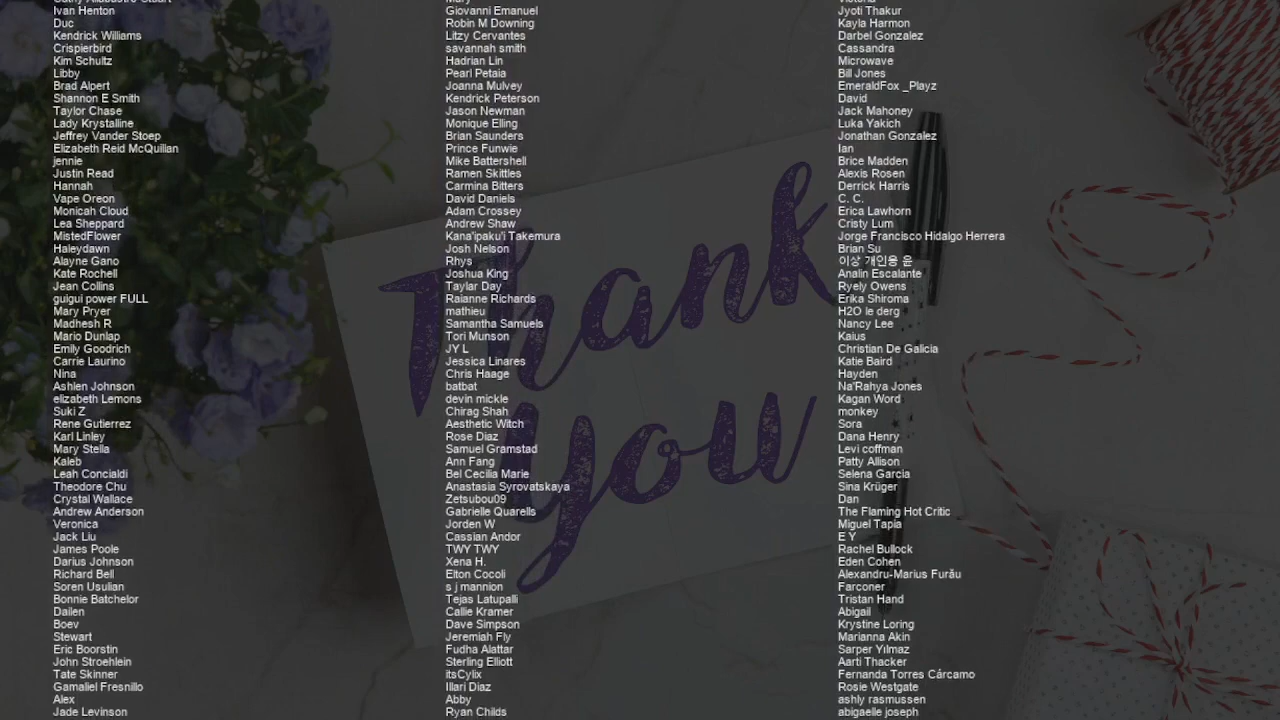 Ivan Henton
Duc
Kendrick Williams
Crispierbird
Kim Schultz
Libby
Brad Alpert
Shannon E Smith
Taylor Chase
Lady Krystalline
Jeffrey Vander Stoep
Elizabeth Reid McQuillan
jennie
Justin Read
Hannah
Vape Oreon
Monicah Cloud
Lea Sheppard
MistedFlower
Haleydawn
Alayne Gano
Kate Rochell
Jean Collins
guigui power FULL
Mary Pryer
Madhesh R
Mario Dunlap
Emily Goodrich
Carrie Laurino
Nina
Ashlen Johnson
elizabeth Lemons
Suki Z
Rene Gutierrez
Karl Linley
Mary Stella
Kaleb
Leah Concialdi
Theodore Chu
Crystal Wallace
Andrew Anderson
Veronica
Jack Liu
James Poole
Darius Johnson
Richard Bell
Soren Usulian
Bonnie Batchelor
Dailen
Boev
Stewart
Eric Boorstin
John Stroehlein
Tate Skinner
Gamaliel Fresnillo
Alex
Jade Levinson
Giovanni Emanuel
Robin M Downing
Litzy Cervantes
savannah smith
Hadrian Lin
Pearl Petaia
Joanna Mulvey
Kendrick Peterson
Jason Newman
Monique Eling
Brian Saunders
Prince Funwie
Mike Battershell
Ramen Skittles
Carmina Bitters
David Daniels
Adam Crossey
Andrew Shaw
Kana'ipaku'i Takemura
Josh Nelson
Rhys
Joshua King
Taylar Day
Raianne Richards
mathieu
Samantha Samuels
Tori Munson
JY L
Jessica Linares
Chris Haage
batbat
devin mickle
Chirag Shah
Aesthetic Witch
Rose Diaz
Samuel Gramstad
Ann Fang
Bel Cecilia Marie
Anastasia Syrovatskaya
Zetsubou09
Gabrielle Quarells
Jorden W
Cassian Andor
TWY TWY
Xena H.
Elton Cocoli
s j mannion
Tejas Latupalli
Callie Kramer
Dave Simpson
Jeremiah Fly
Fudha Alattar
Sterling Elliott
itsCylix
Illari Diaz
Abby
Ryan Childs
Jyoti Thakur
Kayla Harmon
Darbel Gonzalez
Cassandra
Microwave
Bill Jones
EmeraldFox _Playz
David
Jack Mahoney
Luka Yakich
Jonathan Gonzalez
Ian
Brice Madden
Alexis Rosen
Derrick Harris
C. C.
Erica Lawhorn
Cristy Lum
Jorge Francisco Hidalgo Herrera
Brian Su
이상 개인용 윤
Analin Escalante
Ryely Owens
Erika Shiroma
H2O le derg
Nancy Lee
Kaius
Christian De Galicia
Katie Baird
Hayden
Na'Rahya Jones
Kagan Word
monkey
Sora
Dana Henry
Levi coffman
Patty Allison
Selena Garcia
Sina Krüger
Dan
The Flaming Hot Critic
Miguel Tapia
E Y
Rachel Bullock
Eden Cohen
Alexandru-Marius Furău
Farconer
Tristan Hand
Abigail
Krystine Loring
Marianna Akin
Sarper Yılmaz
Aarti Thacker
Fernanda Torres Cárcamo
Rosie Westgate
ashly rasmussen
abigaelle joseph
Thank
you